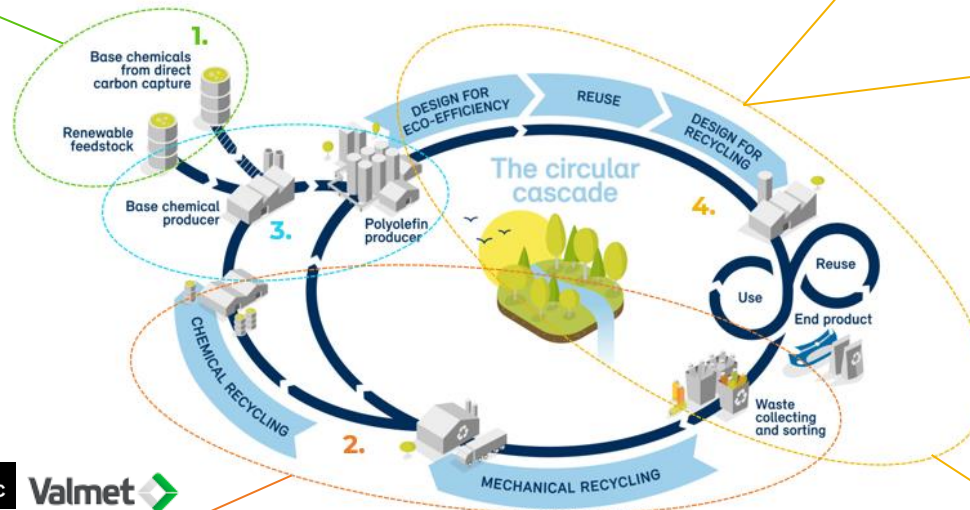 1.
Base chemicals
from direct
carbon capture
Renewable
feedstock
Base chemical
producer
3.
Polyolefin
producer
DESIGN FOR
ECO-EFFICIENCY
REUSE
DESIGN FOR
RECYCLING
The circular
cascade
4.
Use
Reuse
End product
Waste
collecting
and sorting
CHEMICAL RECYCLING
2.
MECHANICAL RECYCLING
C
Valmet